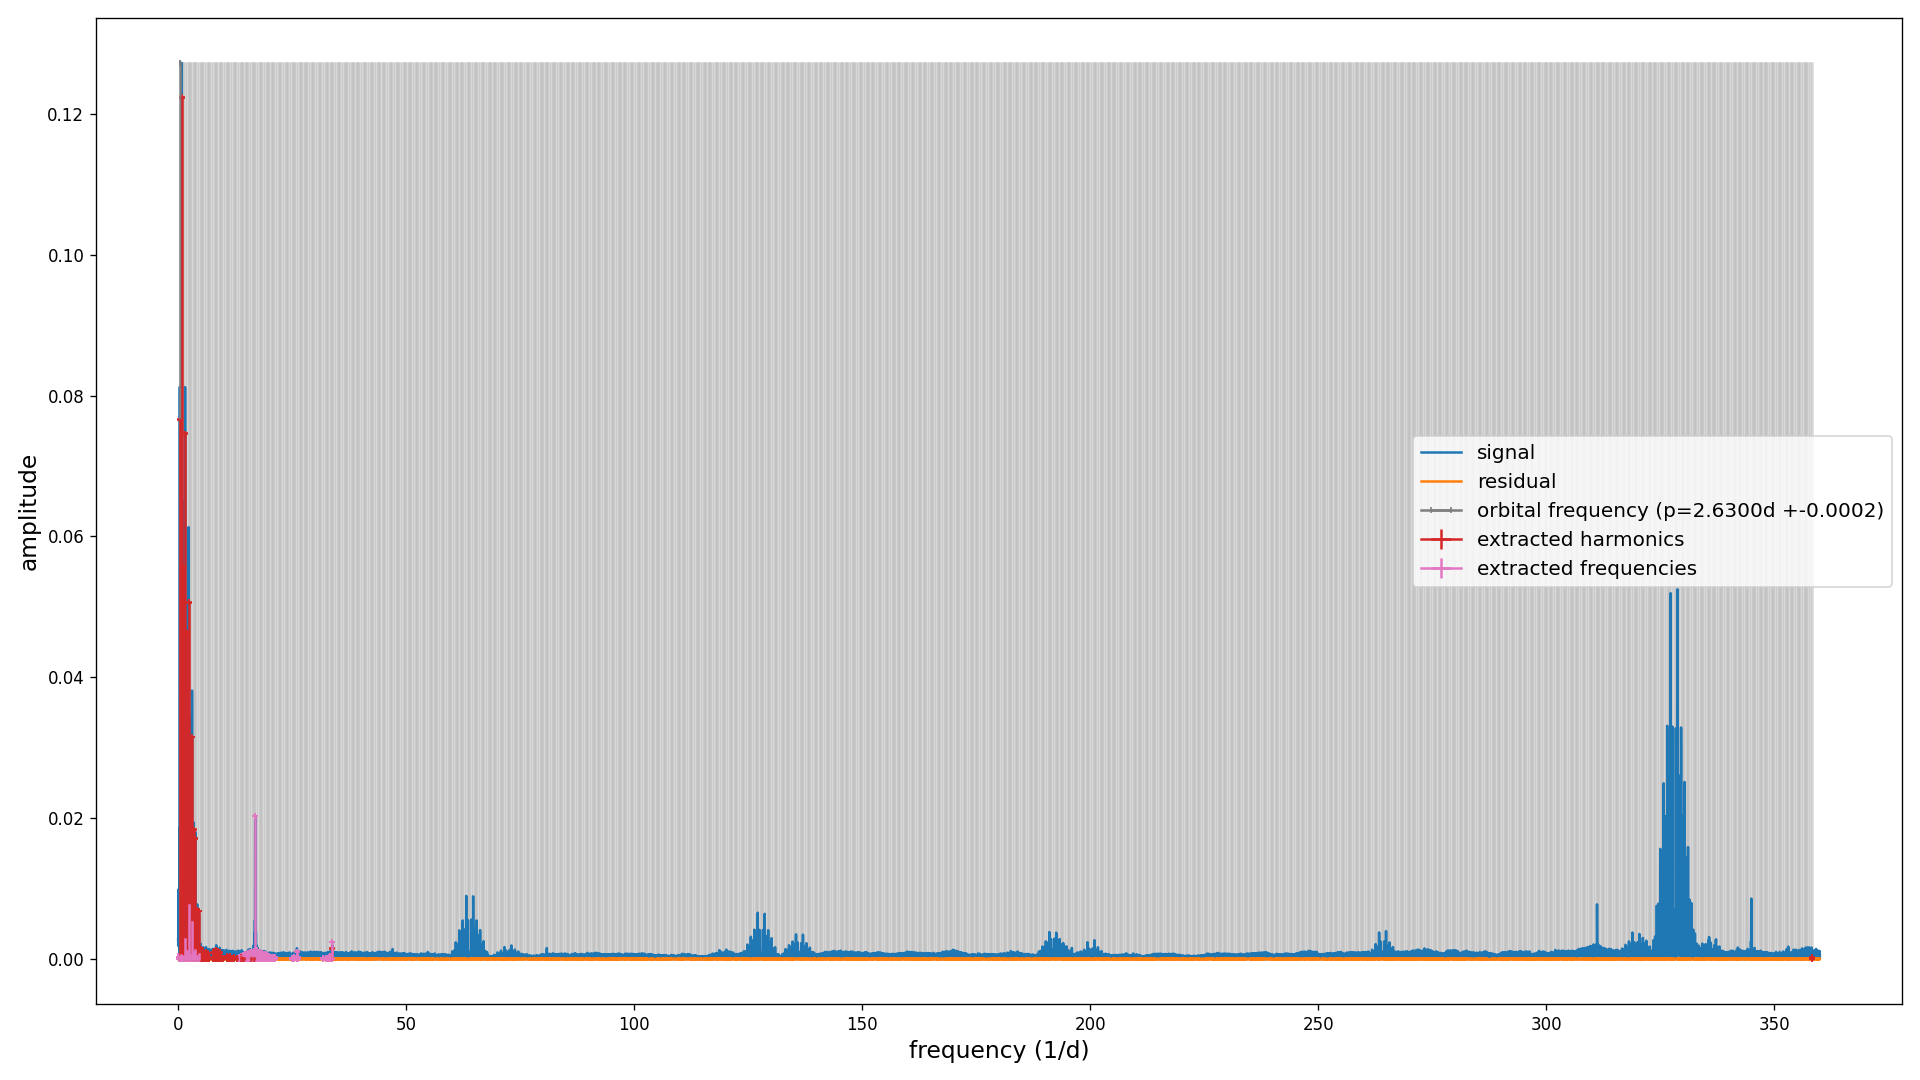 0.12
0.10
0.08
0.06
0.04
0.02
0.00
amplitude
signal
residual
orbital frequency (p=2.6300d +-0.0002)
extracted harmonics
extracted frequencies
0 50 100 150 200 250 300 350
frequency (1/d)